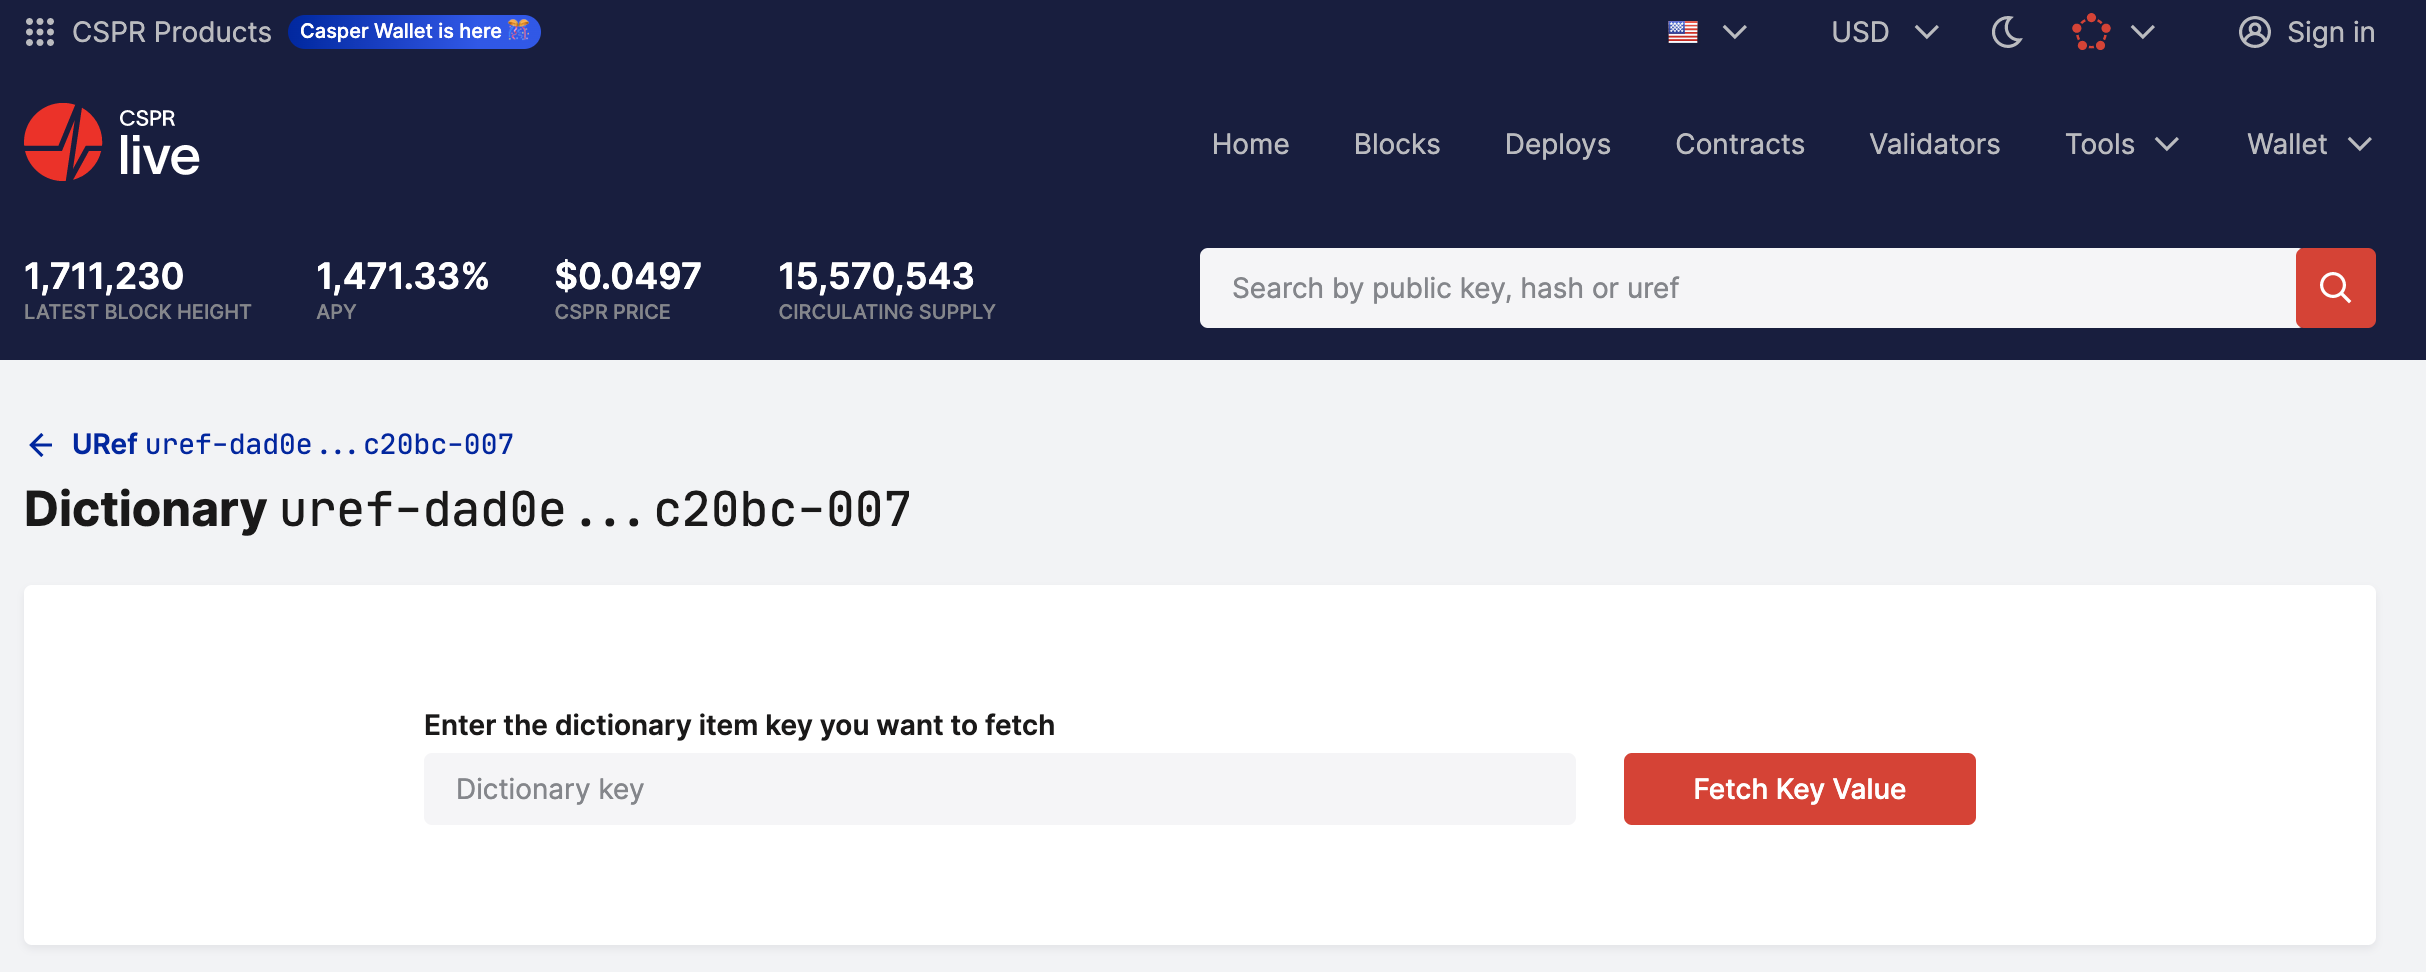 CSPR Products Casper Wallet is here USD Sign in
CSPR
live
Home Blocks Deploys Contracts Validators Tools Wallet
1,711,230 1,471.33% $0.0497 15,570,543
LATEST BLOCK HEIGHT APY CSPR PRICE CIRCULATING SUPPLY
Search by public key, hash or uref
URef uref-dad0e...c20bc-007
Dictionary uref-dad0e...c20bc-007
Enter the dictionary item key you want to fetch
Dictionary key Fetch Key Value